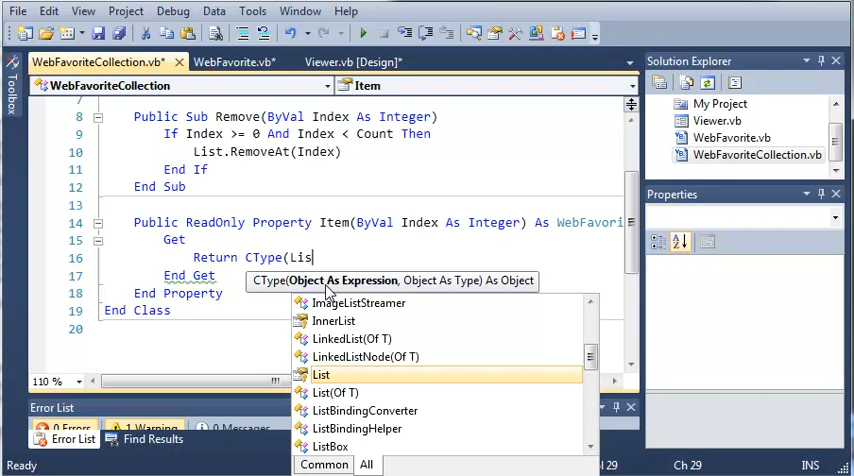 File Edit View Project Debug Data Tools Window Help
WebFavoriteCollection.vb* WebFavorite.vb* Viewer.vb [Design]*
Toolbox
WebFavoriteCollection Item
7
8 Public Sub Remove(ByVal Index As Integer)
9 If Index >= 0 And Index < Count Then
10 List.RemoveAt(Index)
11 End If
12 End Sub
13
14 Public ReadOnly Property Item(ByVal Index As Integer) As WebFavori
15 Get
16 Return CType(Lis
17 End Get
CType(Object As Expression, Object As Type) As Object
18 End Property
19 End Class
20
ImageListStreamer
InnerList
LinkedList(Of T)
LinkedListNode(Of T)
List
List(Of T)
ListBindingConverter
ListBindingHelper
ListBox
Common All
110 %
Error List
0 Errors 1 Warning 0 Messages
Error List Find Results
Ready Col 29 Ch 29 INS
Solution Explorer
My Project
Viewer.vb
WebFavorite.vb
WebFavoriteCollection.vb
Properties